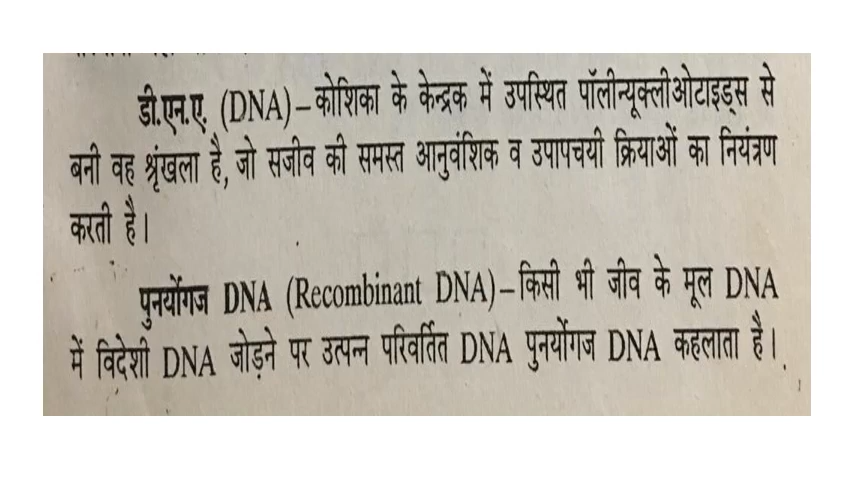 डी.एन.ए. (DNA)–कोशिका के केन्द्रक में उपस्थित पॉलीन्यूक्लीओटाइड्स से
बनी वह श्रृंखला है, जो सजीव की समस्त आनुवंशिक व उपापचयी क्रियाओं का नियंत्रण
करती है।
पुनर्योगज DNA (Recombinant DNA)–किसी भी जीव के मूल DNA
में विदेशी DNA जोड़ने पर उत्पन्न परिवर्तित DNA पुनर्योगज DNA कहलाता है।